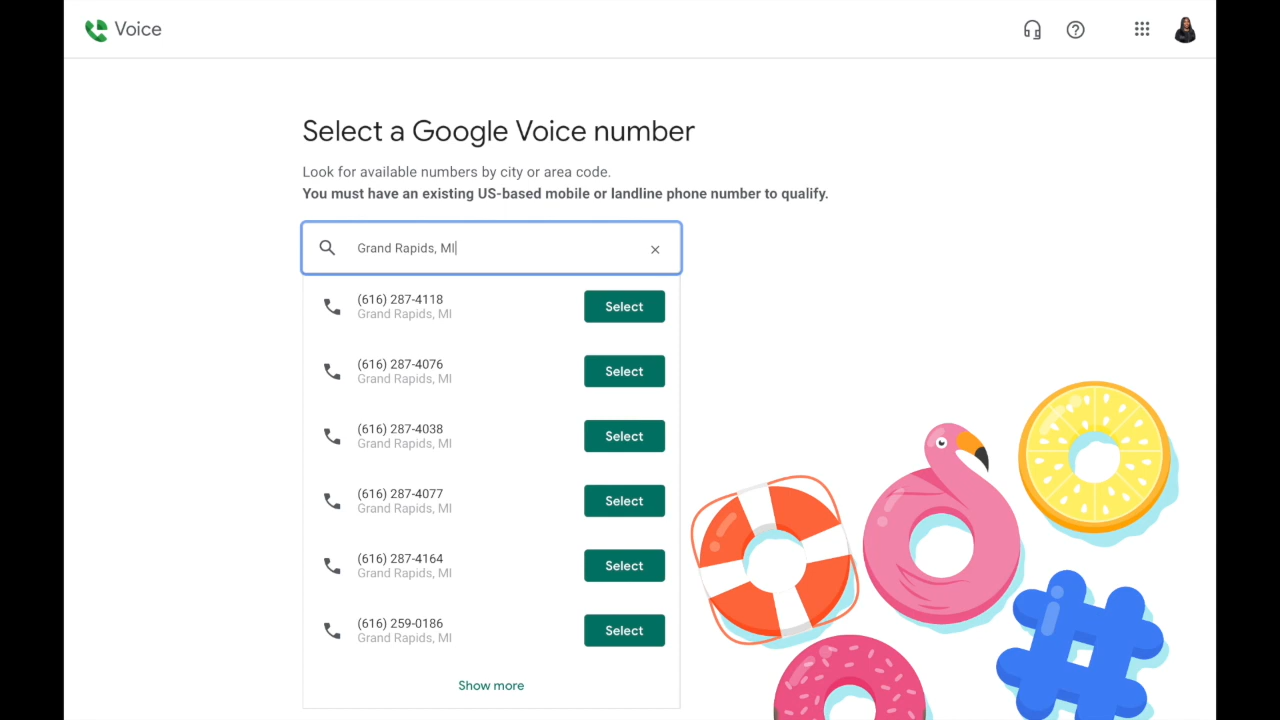 Voice
Select a Google Voice number
Look for available numbers by city or area code.
You must have an existing US-based mobile or landline phone number to qualify.
Grand Rapids, MI
(616) 287-4118
Grand Rapids, MI
Select
(616) 287-4076
Grand Rapids, MI
Select
(616) 287-4038
Grand Rapids, MI
Select
(616) 287-4077
Grand Rapids, MI
Select
(616) 287-4164
Grand Rapids, MI
Select
(616) 259-0186
Grand Rapids, MI
Select
Show more